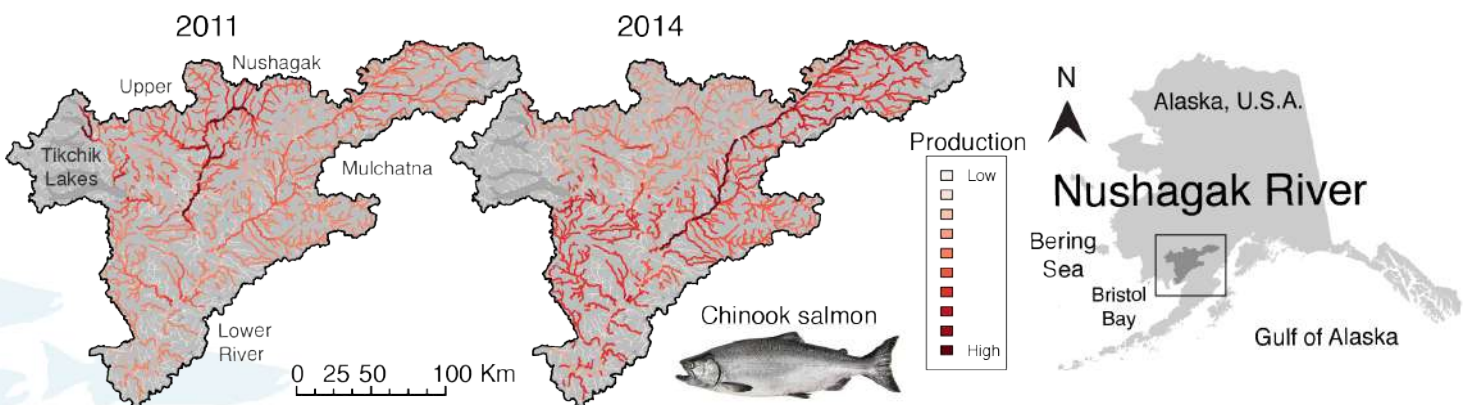 2011
Upper
Nushagak
Tikchik
Lakes
Mulchatna
Lower
River
0 25 50 100 Km
2014
Chinook salmon
Production
Low
High
N
Alaska, U.S.A.
Nushagak River
Bering
Sea
Bristol
Bay
Gulf of Alaska